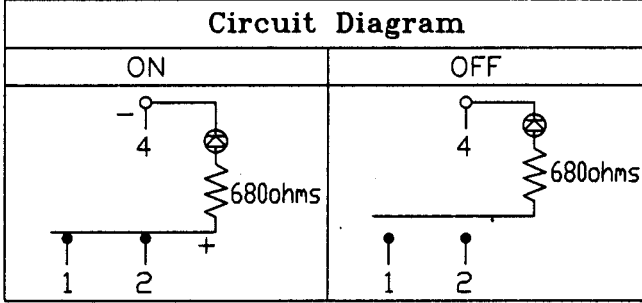 Circuit Diagram
ON OFF
− 4 680ohms + 1 2
4 680ohms 1 2